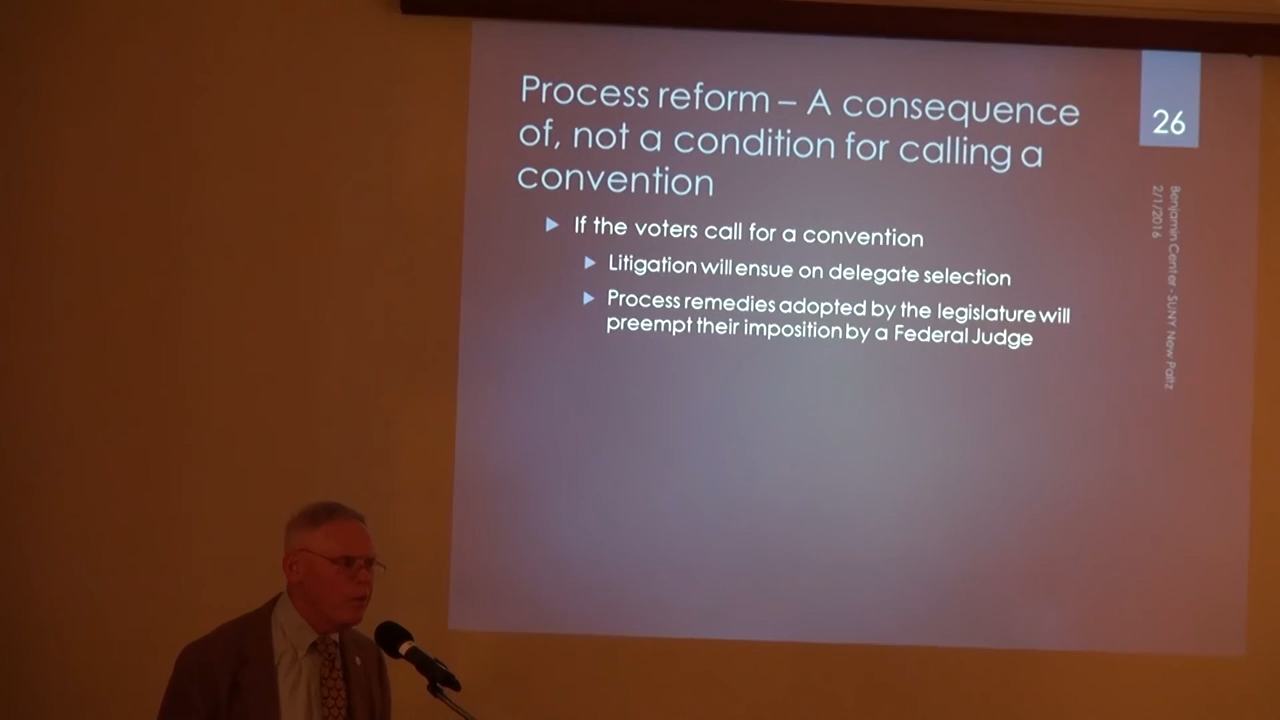 Process reform – A consequence
of, not a condition for calling a
convention
If the voters call for a convention
Litigation will ensue on delegate selection
Process remedies adopted by the legislature will
preempt their imposition by a Federal Judge
26
Benjamin Center - SUNY New Paltz
2/1/2016